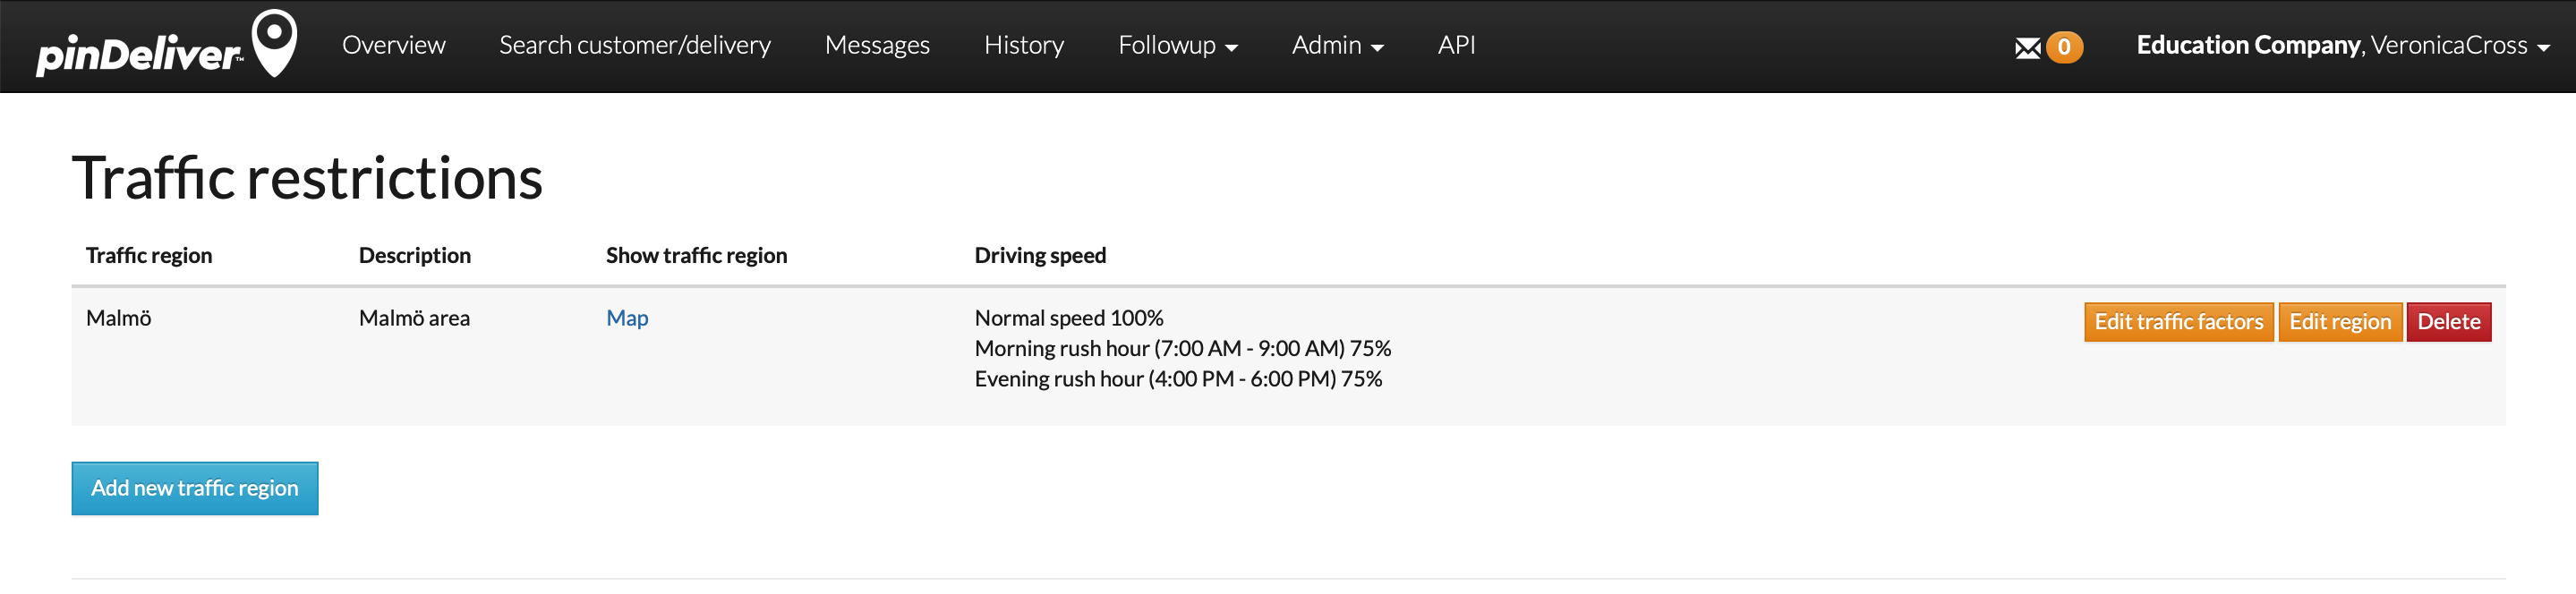 pinDeliver™ Overview Search customer/delivery Messages History Followup Admin API 0 Education Company, VeronicaCross
Traffic restrictions
Traffic region Description Show traffic region Driving speed
Malmö Malmö area Map Normal speed 100% Edit traffic factors Edit region Delete
Morning rush hour (7:00 AM - 9:00 AM) 75%
Evening rush hour (4:00 PM - 6:00 PM) 75%
Add new traffic region